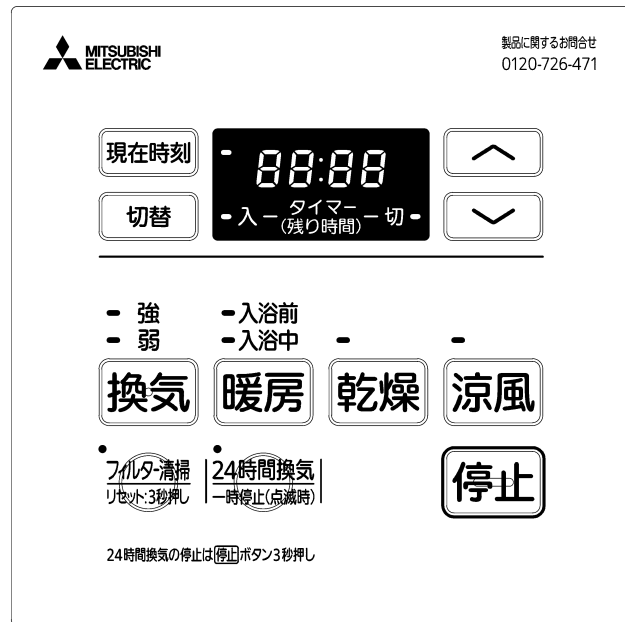 MITSUBISHI
ELECTRIC
製品に関するお問合せ
0120-726-471
現在時刻
88:88
切替
入 タイマー 切
(残り時間)
強
弱
入浴前
入浴中
換気
暖房
乾燥
涼風
フィルター清掃
リセット:3秒押し
24時間換気
一時停止(点滅時)
停止
24時間換気の停止は停止ボタン3秒押し